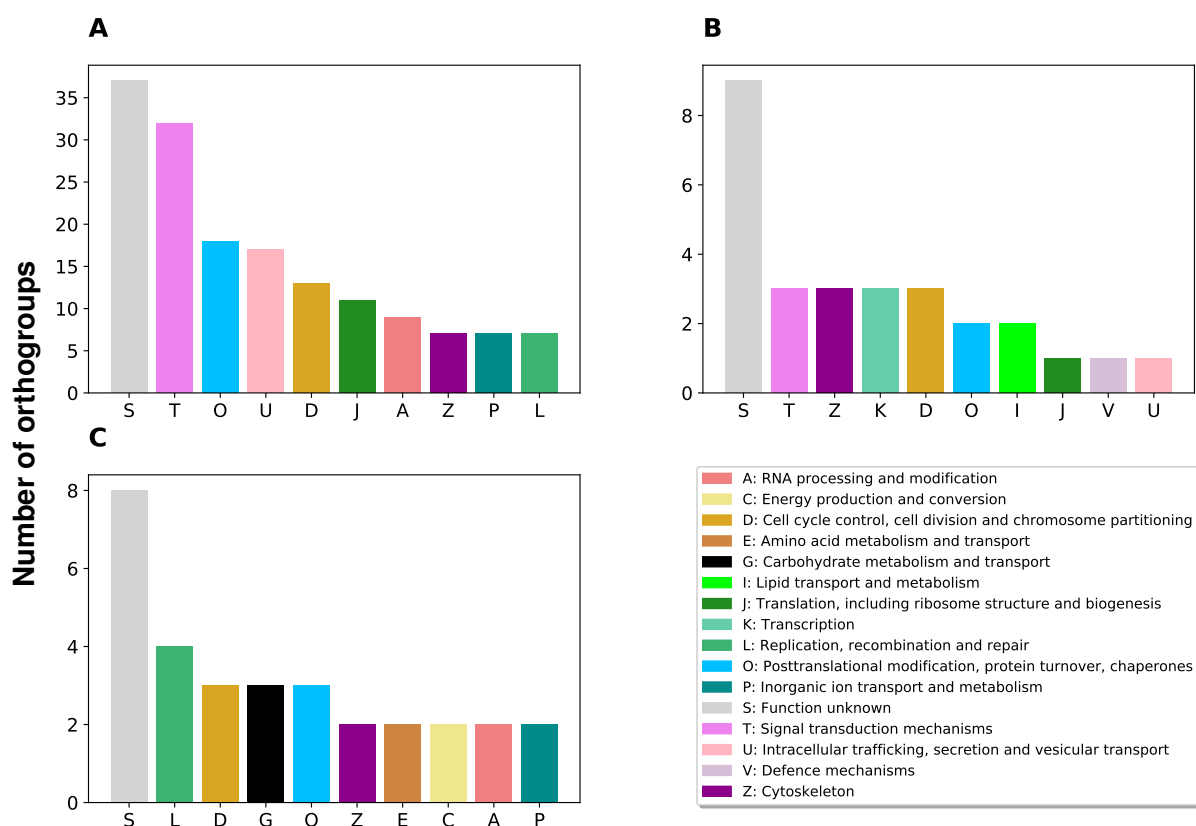 A
B
35
30
25
20
15
10
5
0
S T O U D J A Z P L
8
6
4
2
0
S T Z K D O I J V U
Number of orthogroups
C
8
6
4
2
0
S L D G O Z E C A P
A: RNA processing and modification
C: Energy production and conversion
D: Cell cycle control, cell division and chromosome partitioning
E: Amino acid metabolism and transport
G: Carbohydrate metabolism and transport
I: Lipid transport and metabolism
J: Translation, including ribosome structure and biogenesis
K: Transcription
L: Replication, recombination and repair
O: Posttranslational modification, protein turnover, chaperones
P: Inorganic ion transport and metabolism
S: Function unknown
T: Signal transduction mechanisms
U: Intracellular trafficking, secretion and vesicular transport
V: Defence mechanisms
Z: Cytoskeleton